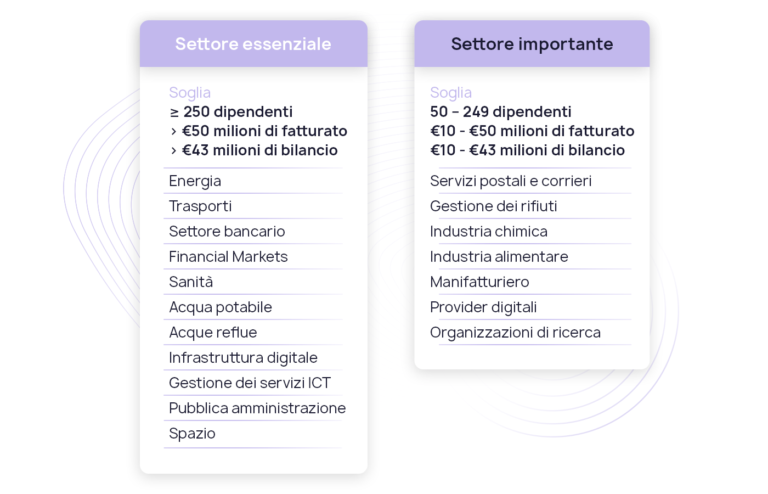 Settore essenziale
Soglia
≥ 250 dipendenti
> €50 milioni di fatturato
> €43 milioni di bilancio
Energia
Trasporti
Settore bancario
Financial Markets
Sanità
Acqua potabile
Acque reflue
Infrastruttura digitale
Gestione dei servizi ICT
Pubblica amministrazione
Spazio
Settore importante
Soglia
50 – 249 dipendenti
€10 - €50 milioni di fatturato
€10 - €43 milioni di bilancio
Servizi postali e corrieri
Gestione dei rifiuti
Industria chimica
Industria alimentare
Manifatturiero
Provider digitali
Organizzazioni di ricerca